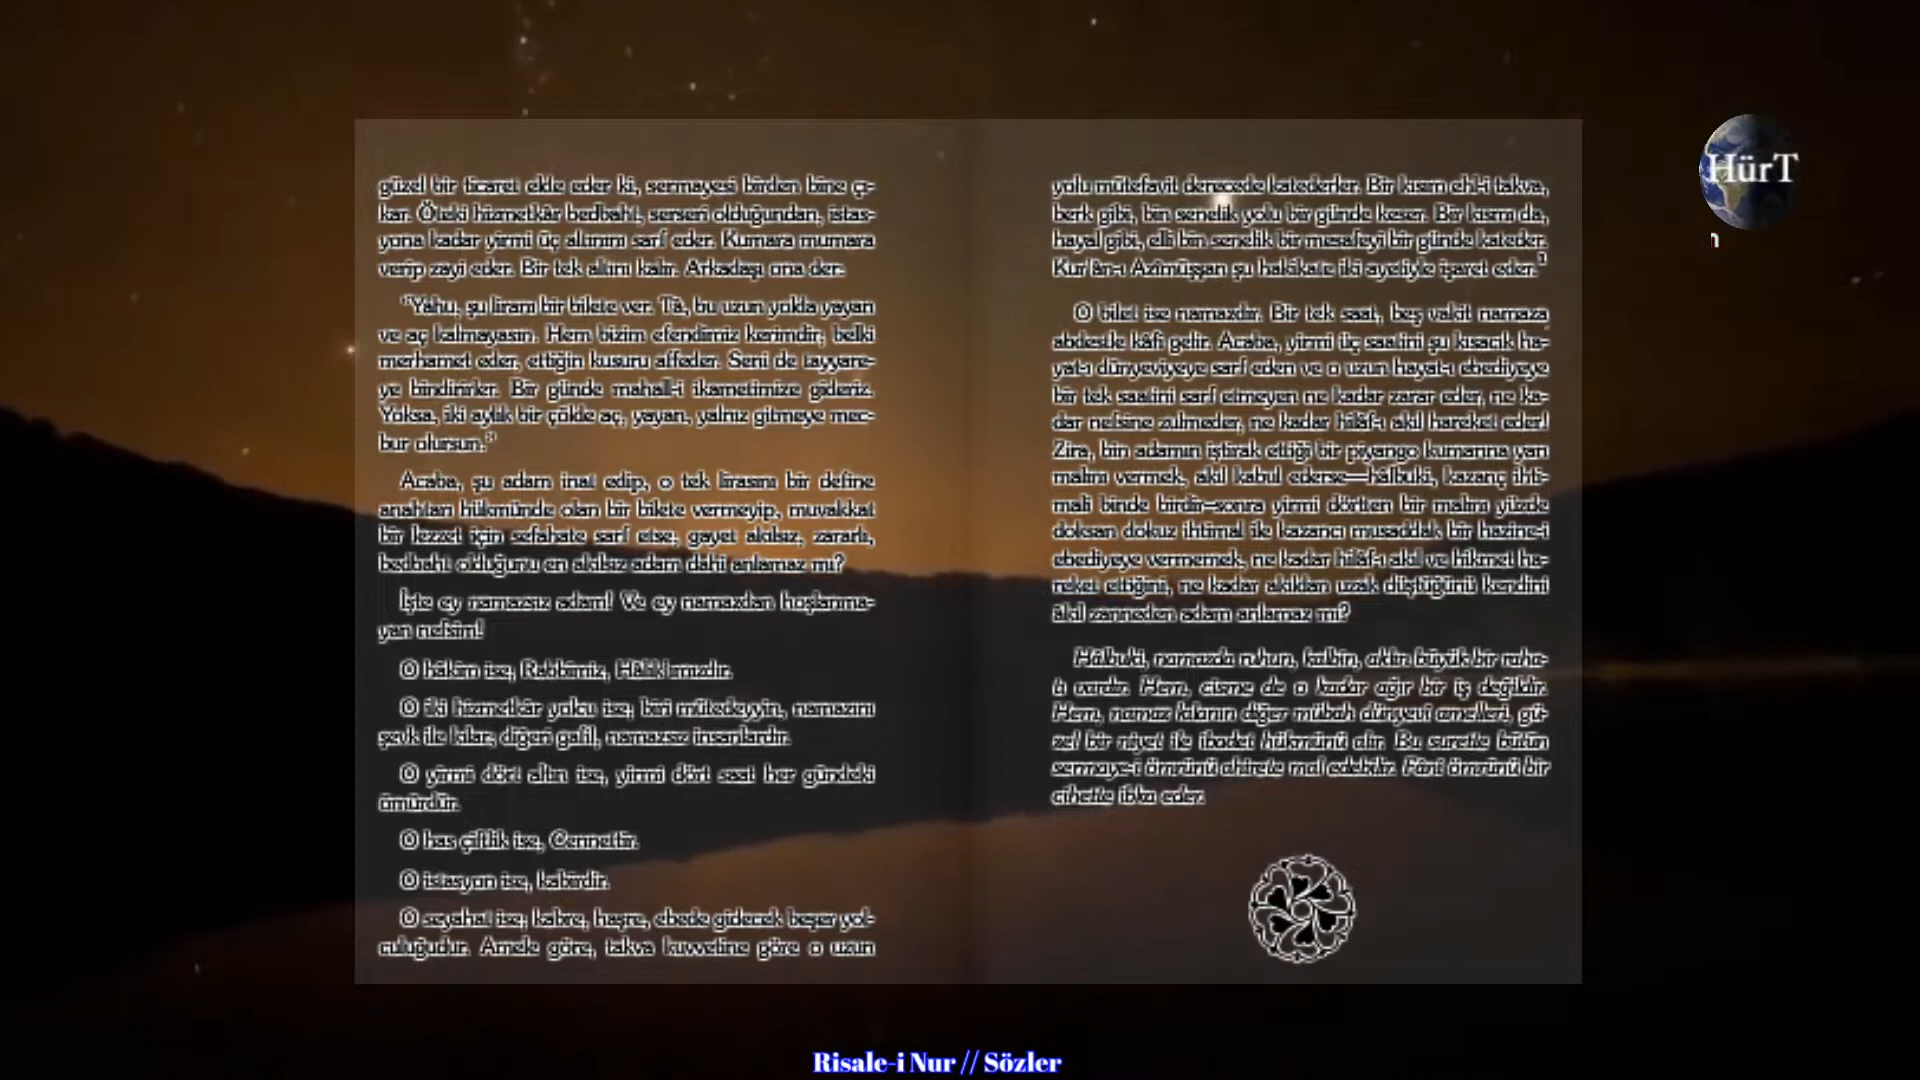 güzel bir ticaret elde eder ki, sermayesi birden bine çı-
kar. Öteki hizmetkâr bedbaht, serseri olduğundan, istas-
yona kadar yirmi üç altınını sarf eder. Kumara mumara
verip zayi eder. Bir tek altını kalır. Arkadaşı ona der:
“Yahu, şu liranı bir bilete ver. Tâ, bu uzun yolda yayan
ve aç kalmayasın. Hem bizim efendimiz kerîmdir; belki
merhamet eder, ettiğin kusuru affeder. Seni de tayyare-
ye bindirirler. Bir günde mahall-i ikametimize gideriz.
Yoksa, iki aylık bir çölde aç, yayan, yalnız gitmeye mec-
bur olursun.”
Acaba, şu adam inat edip, o tek lirasını bir define
anahtarı hükmünde olan bir bilete vermeyip, muvakkat
bir lezzet için sefahate sarf etse; gayet akılsız, zararlı,
bedbaht olduğunu en akılsız adam dahi anlamaz mı?
İşte ey namazsız adam! Ve ey namazdan hoşlanma-
yan nefsim!
O hâkim ise; Rabbimiz, Hâlık'ımızdır.
O iki hizmetkâr yolcu ise; biri mütedeyyin, namazını
şevk ile kılar; diğeri gafil, namazsız insanlardır.
O yirmi dört altın ise, yirmi dört saat her gündeki
ömürdür.
O has çiftlik ise, Cennettir.
O istasyon ise, kabirdir.
O seyahat ise; kabre, haşre, ebede gidecek beşer yol-
culuğudur. Amele göre, takva kuvvetine göre o uzun
yolu mütefavit derecede katederler. Bir kısım ehl-i takva,
berk gibi, bin senelik yolu bir günde keser. Bir kısmı da,
hayal gibi, elli bin senelik bir mesafeyi bir günde kateder.
Kur'ân-ı Azîmüşşan şu hakikate iki ayetiyle işaret eder.¹
O bilet ise namazdır. Bir tek saat, beş vakit namaza
abdestle kâfi gelir. Acaba, yirmi üç saatini şu kısacık ha-
yat-ı dünyeviyeye sarf eden ve o uzun hayat-ı ebediyeye
bir tek saatini sarf etmeyen ne kadar zarar eder, ne ka-
dar nefsine zulmeder, ne kadar hilâf-ı akıl hareket eder!
Zira, bin adamın iştirak ettiği bir piyango kumarına yarı
malını vermek, akıl kabul ederse—hâlbuki, kazanç ihti-
mali binde birdir–sonra yirmi dörtten bir malını yüzde
doksan dokuz ihtimal ile kazancı musaddak bir hazine-i
ebediyeye vermemek, ne kadar hilâf-ı akıl ve hikmet ha-
reket ettiğini, ne kadar akıldan uzak düştüğünü kendini
âkıl zanneden adam anlamaz mı?
Hâlbuki, namazda ruhun, kalbin, aklın büyük bir raha-
tı vardır. Hem, cisme de o kadar ağır bir iş değildir.
Hem, namaz kılanın diğer mübah dünyevî amelleri, gü-
zel bir niyet ile ibadet hükmünü alır. Bu surette bütün
sermaye-i ömrünü ahirete mal edebilir. Fâni ömrünü bir
cihette ibka eder.
HürT
Risale-i Nur // Sözler